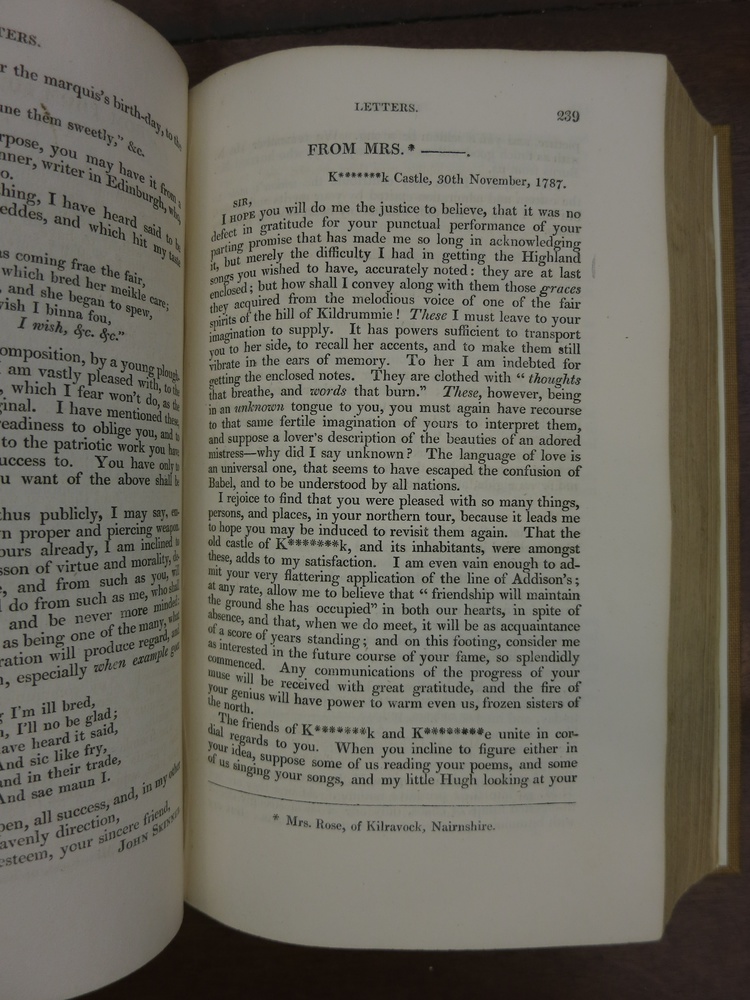 TERS.
r the marquis's birth-day, to the
une them sweetly," &c.
rpose, you may have it from a
nner, writer in Edinburgh, who
o.
hing, I have heard said to be
eddes, and which hit my taste
as coming frae the fair,
which bred her meikle care;
, and she began to spew,
ish I binna fou,
I wish, &c. &c."
omposition, by a young plough
am vastly pleased with, to the
, which I fear won't do, as the
ginal. I have mentioned these
readiness to oblige you, and to
to the patriotic work you have
uccess to. You have only to
u want of the above shall be
thus publicly, I may say, en-
n proper and piercing weapon
ours already, I am inclined to
sson of virtue and morality, do
, and from such as you, will
l do from such as me, who shall
and be never more minded:
as being one of the many, what
ration will produce regard, and
n, especially when example goes
g I'm ill bred,
n, I'll no be glad;
ave heard it said,
And sic like fry,
and in their trade,
And sae maun I.
pen, all success, and, in my other
avenly direction,
esteem, your sincere friend,
JOHN SKINNER
LETTERS.
239
FROM MRS.* ———.
K*******k Castle, 30th November, 1787.
SIR,
I HOPE you will do me the justice to believe, that it was no
defect in gratitude for your punctual performance of your
parting promise that has made me so long in acknowledging
it, but merely the difficulty I had in getting the Highland
songs you wished to have, accurately noted: they are at last
enclosed; but how shall I convey along with them those graces
they acquired from the melodious voice of one of the fair
spirits of the hill of Kildrummie! These I must leave to your
imagination to supply. It has powers sufficient to transport
you to her side, to recall her accents, and to make them still
vibrate in the ears of memory. To her I am indebted for
getting the enclosed notes. They are clothed with "thoughts
that breathe, and words that burn." These, however, being
in an unknown tongue to you, you must again have recourse
to that same fertile imagination of yours to interpret them,
and suppose a lover's description of the beauties of an adored
mistress—why did I say unknown? The language of love is
an universal one, that seems to have escaped the confusion of
Babel, and to be understood by all nations.
I rejoice to find that you were pleased with so many things,
persons, and places, in your northern tour, because it leads me
to hope you may be induced to revisit them again. That the
old castle of K*******k, and its inhabitants, were amongst
these, adds to my satisfaction. I am even vain enough to ad-
mit your very flattering application of the line of Addison's;
at any rate, allow me to believe that "friendship will maintain
the ground she has occupied" in both our hearts, in spite of
absence, and that, when we do meet, it will be as acquaintance
of a score of years standing; and on this footing, consider me
as interested in the future course of your fame, so splendidly
commenced. Any communications of the progress of your
muse will be received with great gratitude, and the fire of
your genius will have power to warm even us, frozen sisters of
the north.
The friends of K*******k and K********e unite in cor-
dial regards to you. When you incline to figure either in
your idea, suppose some of us reading your poems, and some
of us singing your songs, and my little Hugh looking at your
* Mrs. Rose, of Kilravock, Nairnshire.